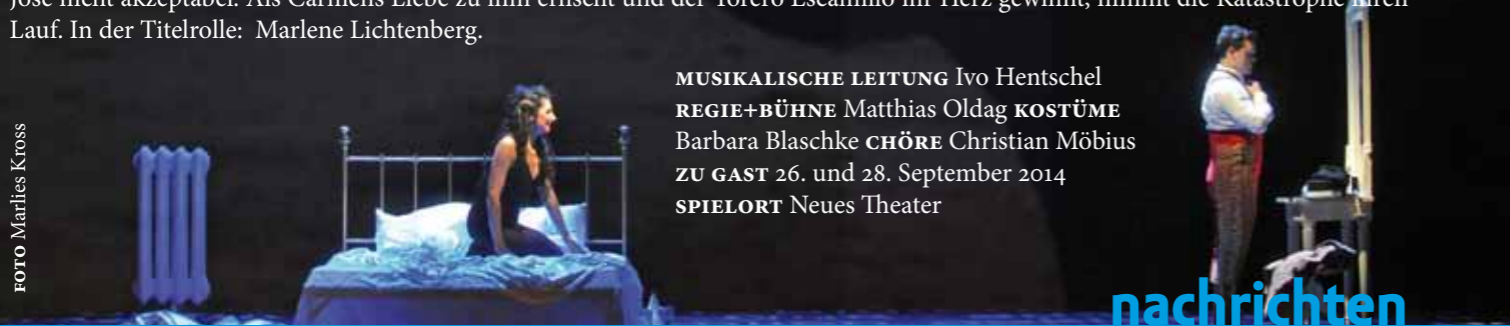 José nicht akzeptabel. Als Carmens Liebe zu ihm erlischt und der Torero Escamillo ihr Herz gewinnt, nimmt die Katastrophe ihren
Lauf. In der Titelrolle: Marlene Lichtenberg.
MUSIKALISCHE LEITUNG Ivo Hentschel
REGIE+BÜHNE Matthias Oldag KOSTÜME
Barbara Blaschke CHÖRE Christian Möbius
ZU GAST 26. und 28. September 2014
SPIELORT Neues Theater
FOTO Marlies Kross
nachrichten